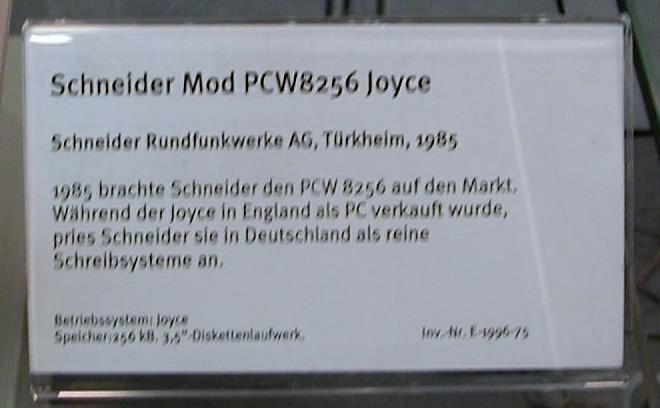 Schneider Mod PCW8256 Joyce
Schneider Rundfunkwerke AG, Türkheim, 1985
1985 brachte Schneider den PCW 8256 auf den Markt.
Während der Joyce in England als PC verkauft wurde,
pries Schneider sie in Deutschland als reine
Schreibsysteme an.
Betriebssystem: Joyce
Speicher:256 kB, 3,5"-Diskettenlaufwerk.
Inv.-Nr. E-1996-75